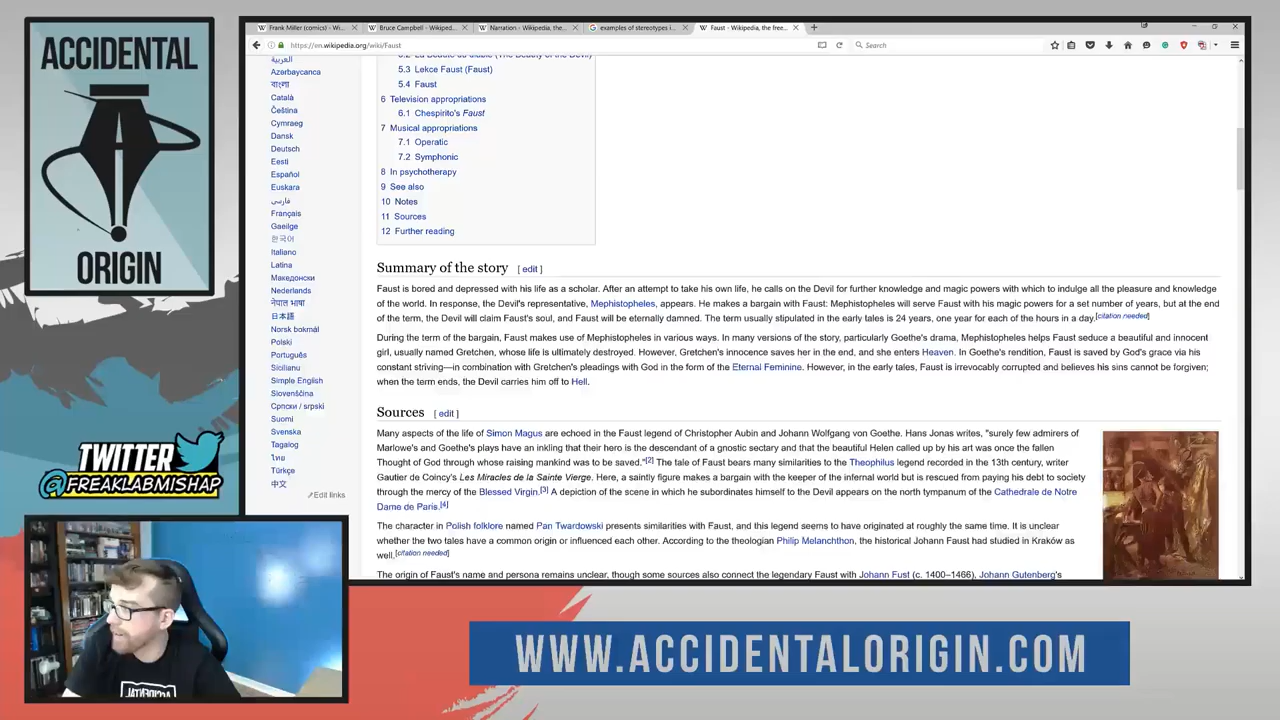 ACCIDENTAL
ORIGIN
TWITTER
@FREAKLABMISHAP
Frank Miller (comics) - Wi...
Bruce Campbell - Wikiped...
Narration - Wikipedia, the...
examples of stereotypes i...
Faust - Wikipedia, the free...
https://en.wikipedia.org/wiki/Faust
Search
العربية
Azərbaycanca
বাংলা
Català
Čeština
Cymraeg
Dansk
Deutsch
Eesti
Español
Euskara
فارسی
Français
Gaeilge
한국어
Italiano
Latina
Македонски
Nederlands
नेपाल भाषा
日本語
Norsk bokmål
Polski
Português
Sicilianu
Simple English
Slovenščina
Српски / srpski
Suomi
Svenska
Tagalog
ไทย
Türkçe
中文
Edit links
5.2 La Beauté du diable (The Beauty of the Devil)
5.3 Lekce Faust (Faust)
5.4 Faust
6 Television appropriations
6.1 Chespirito's Faust
7 Musical appropriations
7.1 Operatic
7.2 Symphonic
8 In psychotherapy
9 See also
10 Notes
11 Sources
12 Further reading
Summary of the story [ edit ]
Faust is bored and depressed with his life as a scholar. After an attempt to take his own life, he calls on the Devil for further knowledge and magic powers with which to indulge all the pleasure and knowledge
of the world. In response, the Devil's representative, Mephistopheles, appears. He makes a bargain with Faust: Mephistopheles will serve Faust with his magic powers for a set number of years, but at the end
of the term, the Devil will claim Faust's soul, and Faust will be eternally damned. The term usually stipulated in the early tales is 24 years, one year for each of the hours in a day.[citation needed]
During the term of the bargain, Faust makes use of Mephistopheles in various ways. In many versions of the story, particularly Goethe's drama, Mephistopheles helps Faust seduce a beautiful and innocent
girl, usually named Gretchen, whose life is ultimately destroyed. However, Gretchen's innocence saves her in the end, and she enters Heaven. In Goethe's rendition, Faust is saved by God's grace via his
constant striving—in combination with Gretchen's pleadings with God in the form of the Eternal Feminine. However, in the early tales, Faust is irrevocably corrupted and believes his sins cannot be forgiven;
when the term ends, the Devil carries him off to Hell.
Sources [ edit ]
Many aspects of the life of Simon Magus are echoed in the Faust legend of Christopher Aubin and Johann Wolfgang von Goethe. Hans Jonas writes, "surely few admirers of
Marlowe's and Goethe's plays have an inkling that their hero is the descendant of a gnostic sectary and that the beautiful Helen called up by his art was once the fallen
Thought of God through whose raising mankind was to be saved."[2] The tale of Faust bears many similarities to the Theophilus legend recorded in the 13th century, writer
Gautier de Coincy's Les Miracles de la Sainte Vierge. Here, a saintly figure makes a bargain with the keeper of the infernal world but is rescued from paying his debt to society
through the mercy of the Blessed Virgin.[3] A depiction of the scene in which he subordinates himself to the Devil appears on the north tympanum of the Cathedrale de Notre
Dame de Paris.[4]
The character in Polish folklore named Pan Twardowski presents similarities with Faust, and this legend seems to have originated at roughly the same time. It is unclear
whether the two tales have a common origin or influenced each other. According to the theologian Philip Melanchthon, the historical Johann Faust had studied in Kraków as
well.[citation needed]
The origin of Faust's name and persona remains unclear, though some sources also connect the legendary Faust with Johann Fust (c. 1400–1466), Johann Gutenberg's
WWW.ACCIDENTALORIGIN.COM